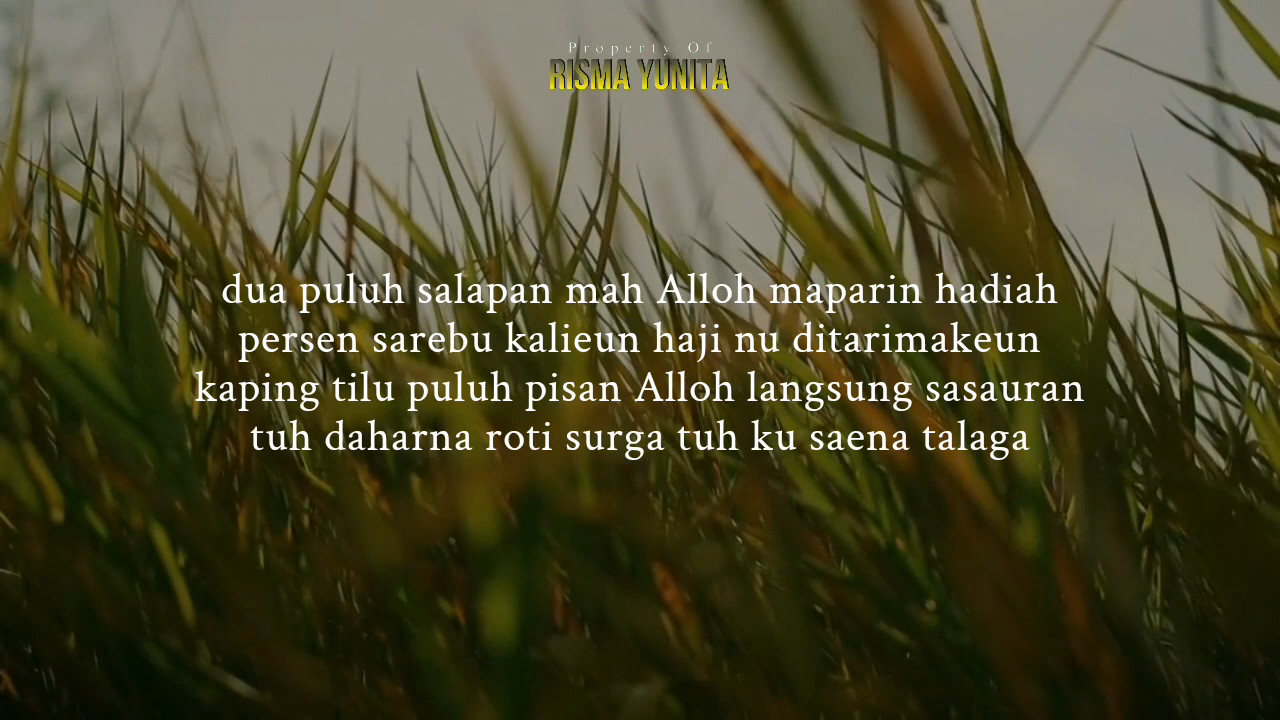 Property Of
RISMA YUNITA
dua puluh salapan mah Alloh maparin hadiah
persen sarebu kalieun haji nu ditarimakeun
kaping tilu puluh pisan Alloh langsung sasauran
tuh daharna roti surga tuh ku saena talaga